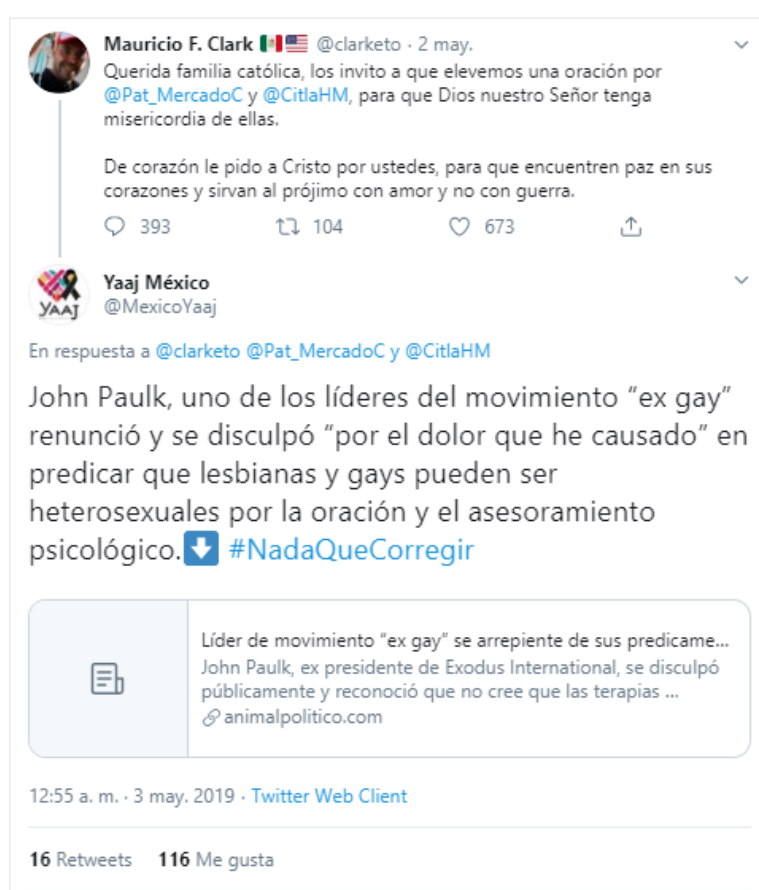 Mauricio F. Clark 🇲🇽🇺🇸 @clarketo · 2 may.
Querida familia católica, los invito a que elevemos una oración por
@Pat_MercadoC y @CitlaHM, para que Dios nuestro Señor tenga
misericordia de ellas.
De corazón le pido a Cristo por ustedes, para que encuentren paz en sus
corazones y sirvan al prójimo con amor y no con guerra.
393 104 673
YAAJ
Yaaj México
@MexicoYaaj
En respuesta a @clarketo @Pat_MercadoC y @CitlaHM
John Paulk, uno de los líderes del movimiento “ex gay”
renunció y se disculpó “por el dolor que he causado” en
predicar que lesbianas y gays pueden ser
heterosexuales por la oración y el asesoramiento
psicológico.⬇️ #NadaQueCorregir
Líder de movimiento “ex gay” se arrepiente de sus predicame...
John Paulk, ex presidente de Exodus International, se disculpó
públicamente y reconoció que no cree que las terapias ...
animalpolitico.com
12:55 a. m. · 3 may. 2019 · Twitter Web Client
16 Retweets 116 Me gusta